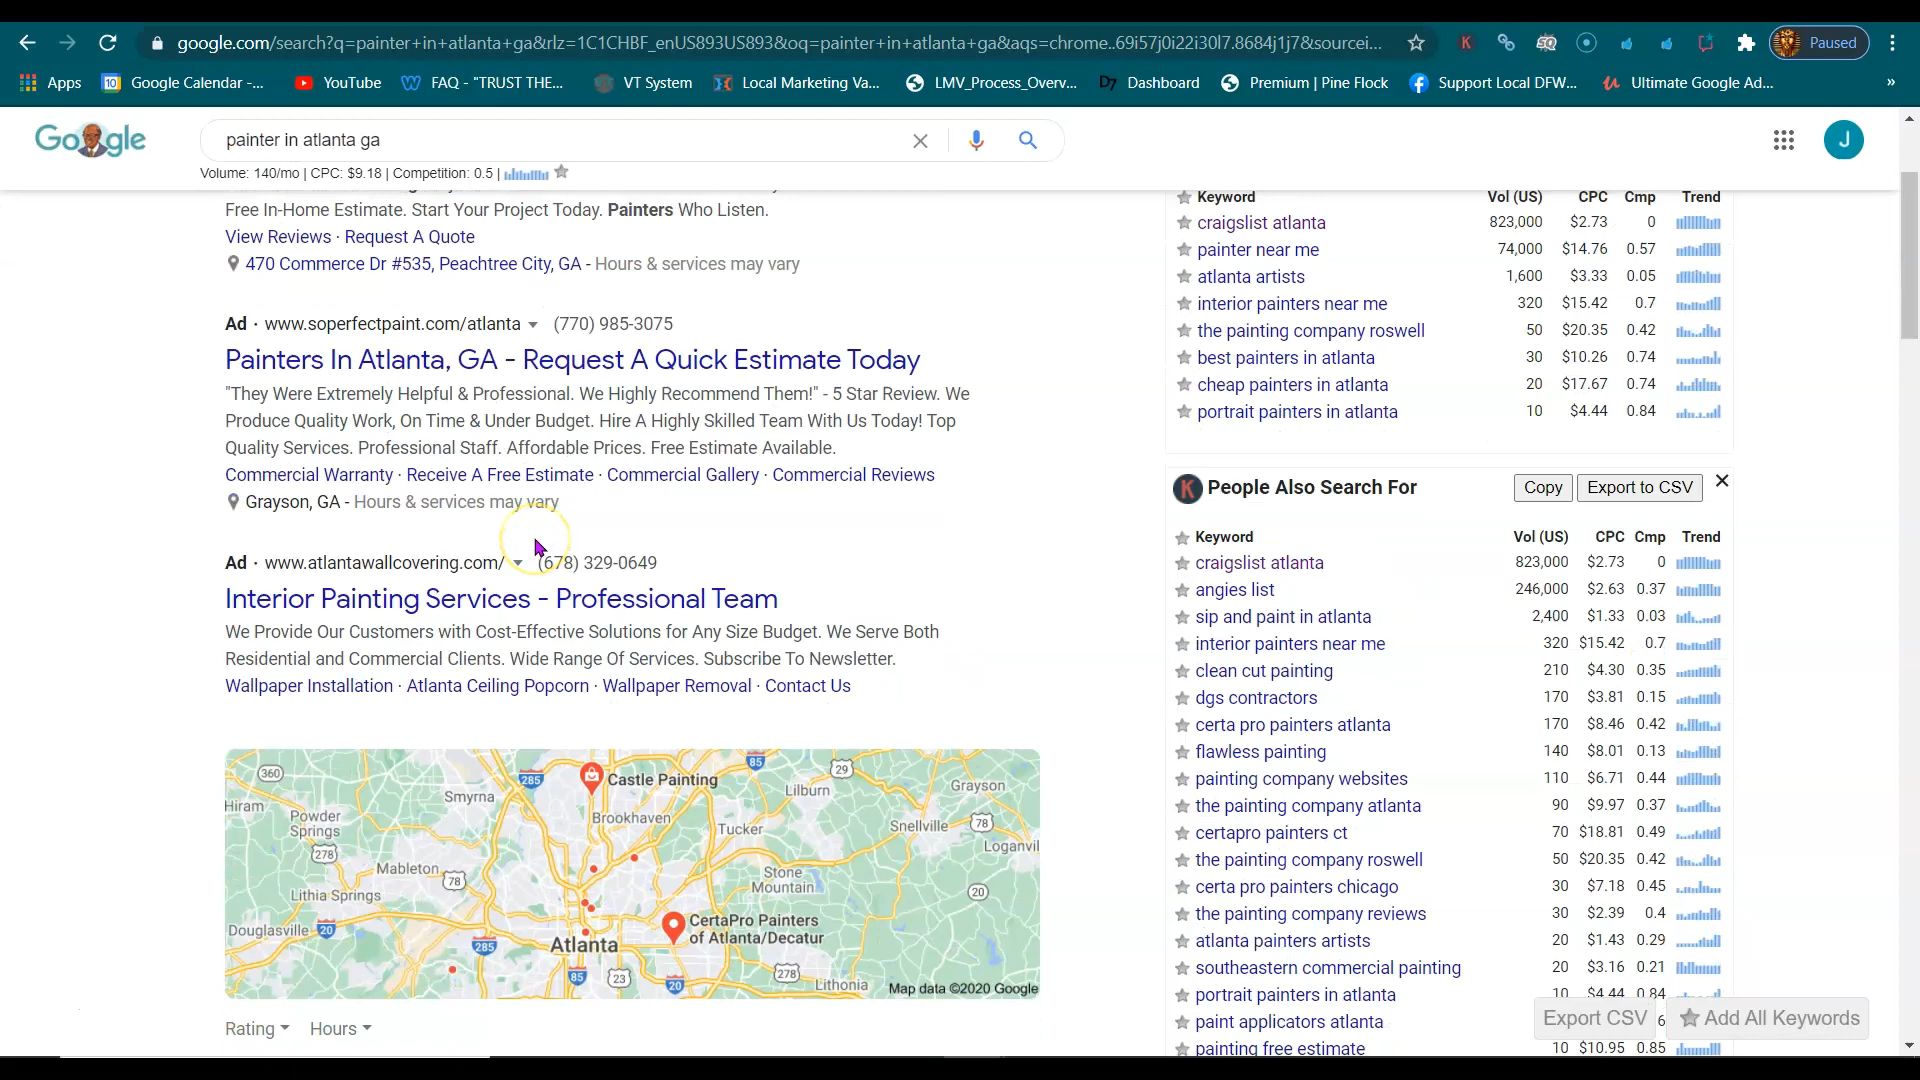 google.com/search?q=painter+in+atlanta+ga&rlz=1C1CHBF_enUS893US893&oq=painter+in+atlanta+ga&aqs=chrome..69i57j0i22i30l7.8684j1j7&sourcei...
Paused
Apps
Google Calendar -...
YouTube
FAQ - "TRUST THE...
VT System
Local Marketing Va...
LMV_Process_Overv...
Dashboard
Premium | Pine Flock
Support Local DFW...
Ultimate Google Ad...
»
Google
painter in atlanta ga
J
Volume: 140/mo | CPC: $9.18 | Competition: 0.5 |
Free In-Home Estimate. Start Your Project Today. Painters Who Listen.
View Reviews · Request A Quote
470 Commerce Dr #535, Peachtree City, GA - Hours & services may vary
Ad · www.soperfectpaint.com/atlanta (770) 985-3075
Painters In Atlanta, GA - Request A Quick Estimate Today
"They Were Extremely Helpful & Professional. We Highly Recommend Them!" - 5 Star Review. We
Produce Quality Work, On Time & Under Budget. Hire A Highly Skilled Team With Us Today! Top
Quality Services. Professional Staff. Affordable Prices. Free Estimate Available.
Commercial Warranty · Receive A Free Estimate · Commercial Gallery · Commercial Reviews
Grayson, GA - Hours & services may vary
Ad · www.atlantawallcovering.com/ (678) 329-0649
Interior Painting Services - Professional Team
We Provide Our Customers with Cost-Effective Solutions for Any Size Budget. We Serve Both
Residential and Commercial Clients. Wide Range Of Services. Subscribe To Newsletter.
Wallpaper Installation · Atlanta Ceiling Popcorn · Wallpaper Removal · Contact Us
360
285
Castle Painting
85
29
Hiram
Smyrna
Lilburn
Grayson
Powder
Springs
Brookhaven
Tucker
Snellville
78
278
Loganvil
Mableton
78
Stone
Mountain
Lithia Springs
20
Douglasville
20
285
Atlanta
CertaPro Painters
of Atlanta/Decatur
85
23
20
278
Lithonia
Map data ©2020 Google
Rating
Hours
Keyword Vol (US) CPC Cmp Trend
craigslist atlanta 823,000 $2.73 0
painter near me 74,000 $14.76 0.57
atlanta artists 1,600 $3.33 0.05
interior painters near me 320 $15.42 0.7
the painting company roswell 50 $20.35 0.42
best painters in atlanta 30 $10.26 0.74
cheap painters in atlanta 20 $17.67 0.74
portrait painters in atlanta 10 $4.44 0.84
K People Also Search For
Copy
Export to CSV
Keyword Vol (US) CPC Cmp Trend
craigslist atlanta 823,000 $2.73 0
angies list 246,000 $2.63 0.37
sip and paint in atlanta 2,400 $1.33 0.03
interior painters near me 320 $15.42 0.7
clean cut painting 210 $4.30 0.35
dgs contractors 170 $3.81 0.15
certa pro painters atlanta 170 $8.46 0.42
flawless painting 140 $8.01 0.13
painting company websites 110 $6.71 0.44
the painting company atlanta 90 $9.97 0.37
certapro painters ct 70 $18.81 0.49
the painting company roswell 50 $20.35 0.42
certa pro painters chicago 30 $7.18 0.45
the painting company reviews 30 $2.39 0.4
atlanta painters artists 20 $1.43 0.29
southeastern commercial painting 20 $3.16 0.21
portrait painters in atlanta 10 $4.44 0.84
paint applicators atlanta 6
Export CSV
Add All Keywords
painting free estimate 10 $10.95 0.85